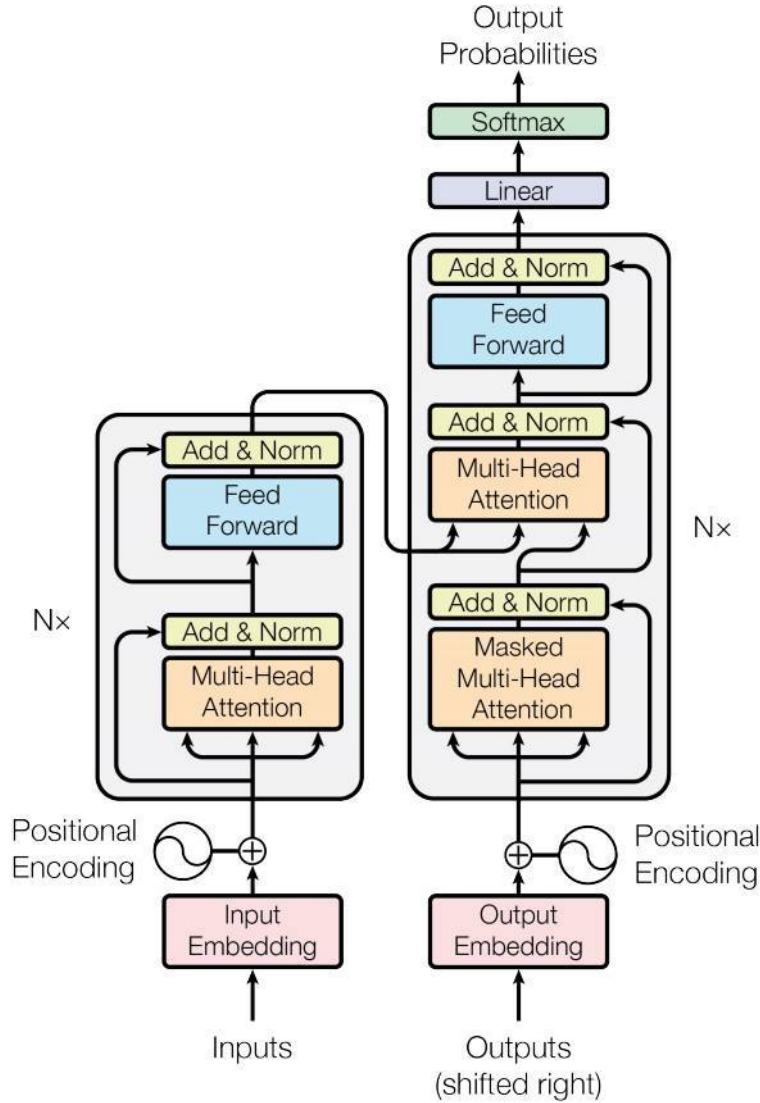 Output
Probabilities
Softmax
Linear
Add & Norm
Feed
Forward
Add & Norm
Multi-Head
Attention
Nx
Add & Norm
Masked
Multi-Head
Attention
Add & Norm
Feed
Forward
Nx
Add & Norm
Multi-Head
Attention
Positional
Encoding
Positional
Encoding
Input
Embedding
Output
Embedding
Inputs
Outputs
(shifted right)